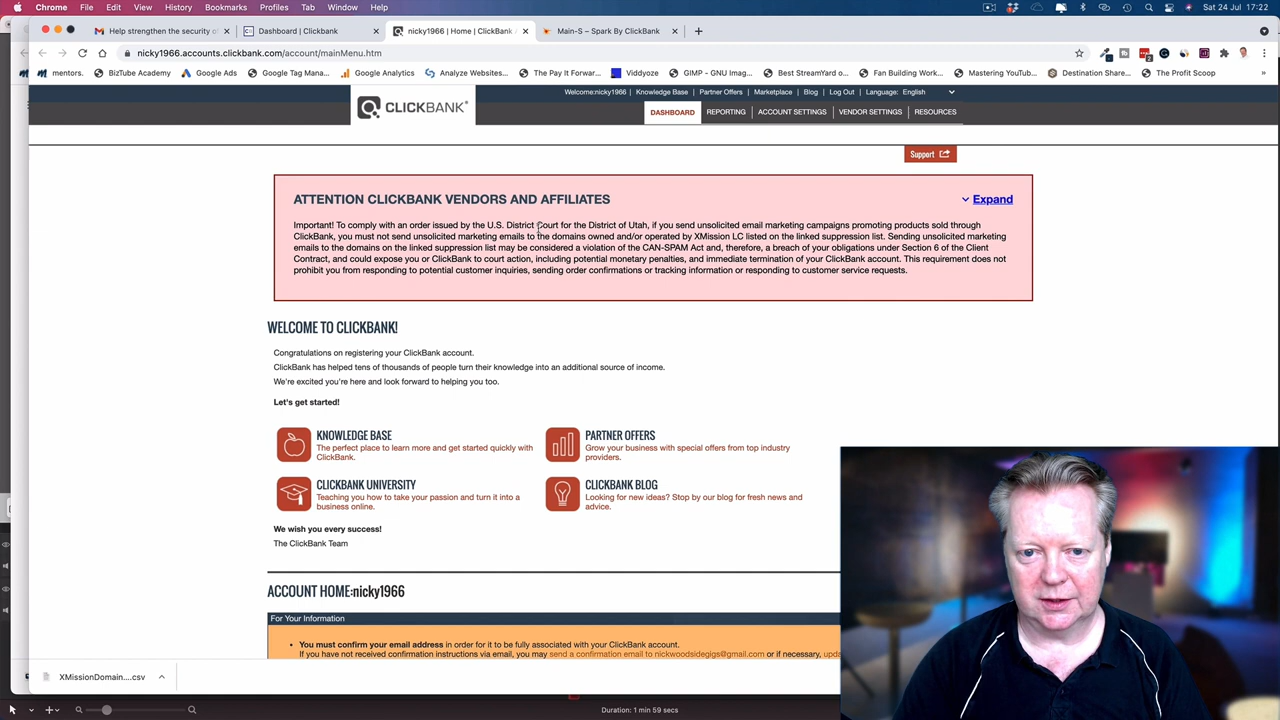 Chrome File Edit View History Bookmarks Profiles Tab Window Help Sat 24 Jul 17:22
Help strengthen the security of Dashboard | Clickbank nicky1966 | Home | ClickBank Main-S – Spark By ClickBank
nicky1966.accounts.clickbank.com/account/mainMenu.htm
mentors. BizTube Academy Google Ads Google Tag Mana... Google Analytics Analyze Websites... The Pay It Forwar... Viddyoze GIMP - GNU Imag... Best StreamYard o... Fan Building Work... Mastering YouTub... Destination Share... The Profit Scoop »
Welcome:nicky1966 | Knowledge Base | Partner Offers | Marketplace | Blog | Log Out | Language: English
CLICKBANK®
DASHBOARD REPORTING ACCOUNT SETTINGS VENDOR SETTINGS RESOURCES
Support
ATTENTION CLICKBANK VENDORS AND AFFILIATES
Expand
Important! To comply with an order issued by the U.S. District Court for the District of Utah, if you send unsolicited email marketing campaigns promoting products sold through
ClickBank, you must not send unsolicited marketing emails to the domains owned and/or operated by XMission LC listed on the linked suppression list. Sending unsolicited marketing
emails to the domains on the linked suppression list may be considered a violation of the CAN-SPAM Act and, therefore, a breach of your obligations under Section 6 of the Client
Contract, and could expose you or ClickBank to court action, including potential monetary penalties, and immediate termination of your ClickBank account. This requirement does not
prohibit you from responding to potential customer inquiries, sending order confirmations or tracking information or responding to customer service requests.
WELCOME TO CLICKBANK!
Congratulations on registering your ClickBank account.
ClickBank has helped tens of thousands of people turn their knowledge into an additional source of income.
We're excited you're here and look forward to helping you too.
Let's get started!
KNOWLEDGE BASE
The perfect place to learn more and get started quickly with
ClickBank.
PARTNER OFFERS
Grow your business with special offers from top industry
providers.
CLICKBANK UNIVERSITY
Teaching you how to take your passion and turn it into a
business online.
CLICKBANK BLOG
Looking for new ideas? Stop by our blog for fresh news and
advice.
We wish you every success!
The ClickBank Team
ACCOUNT HOME:nicky1966
For Your Information
• You must confirm your email address in order for it to be fully associated with your ClickBank account.
If you have not received confirmation instructions via email, you may send a confirmation email to nickwoodsidegigs@gmail.com or if necessary, upda
XMissionDomain....csv
Duration: 1 min 59 secs